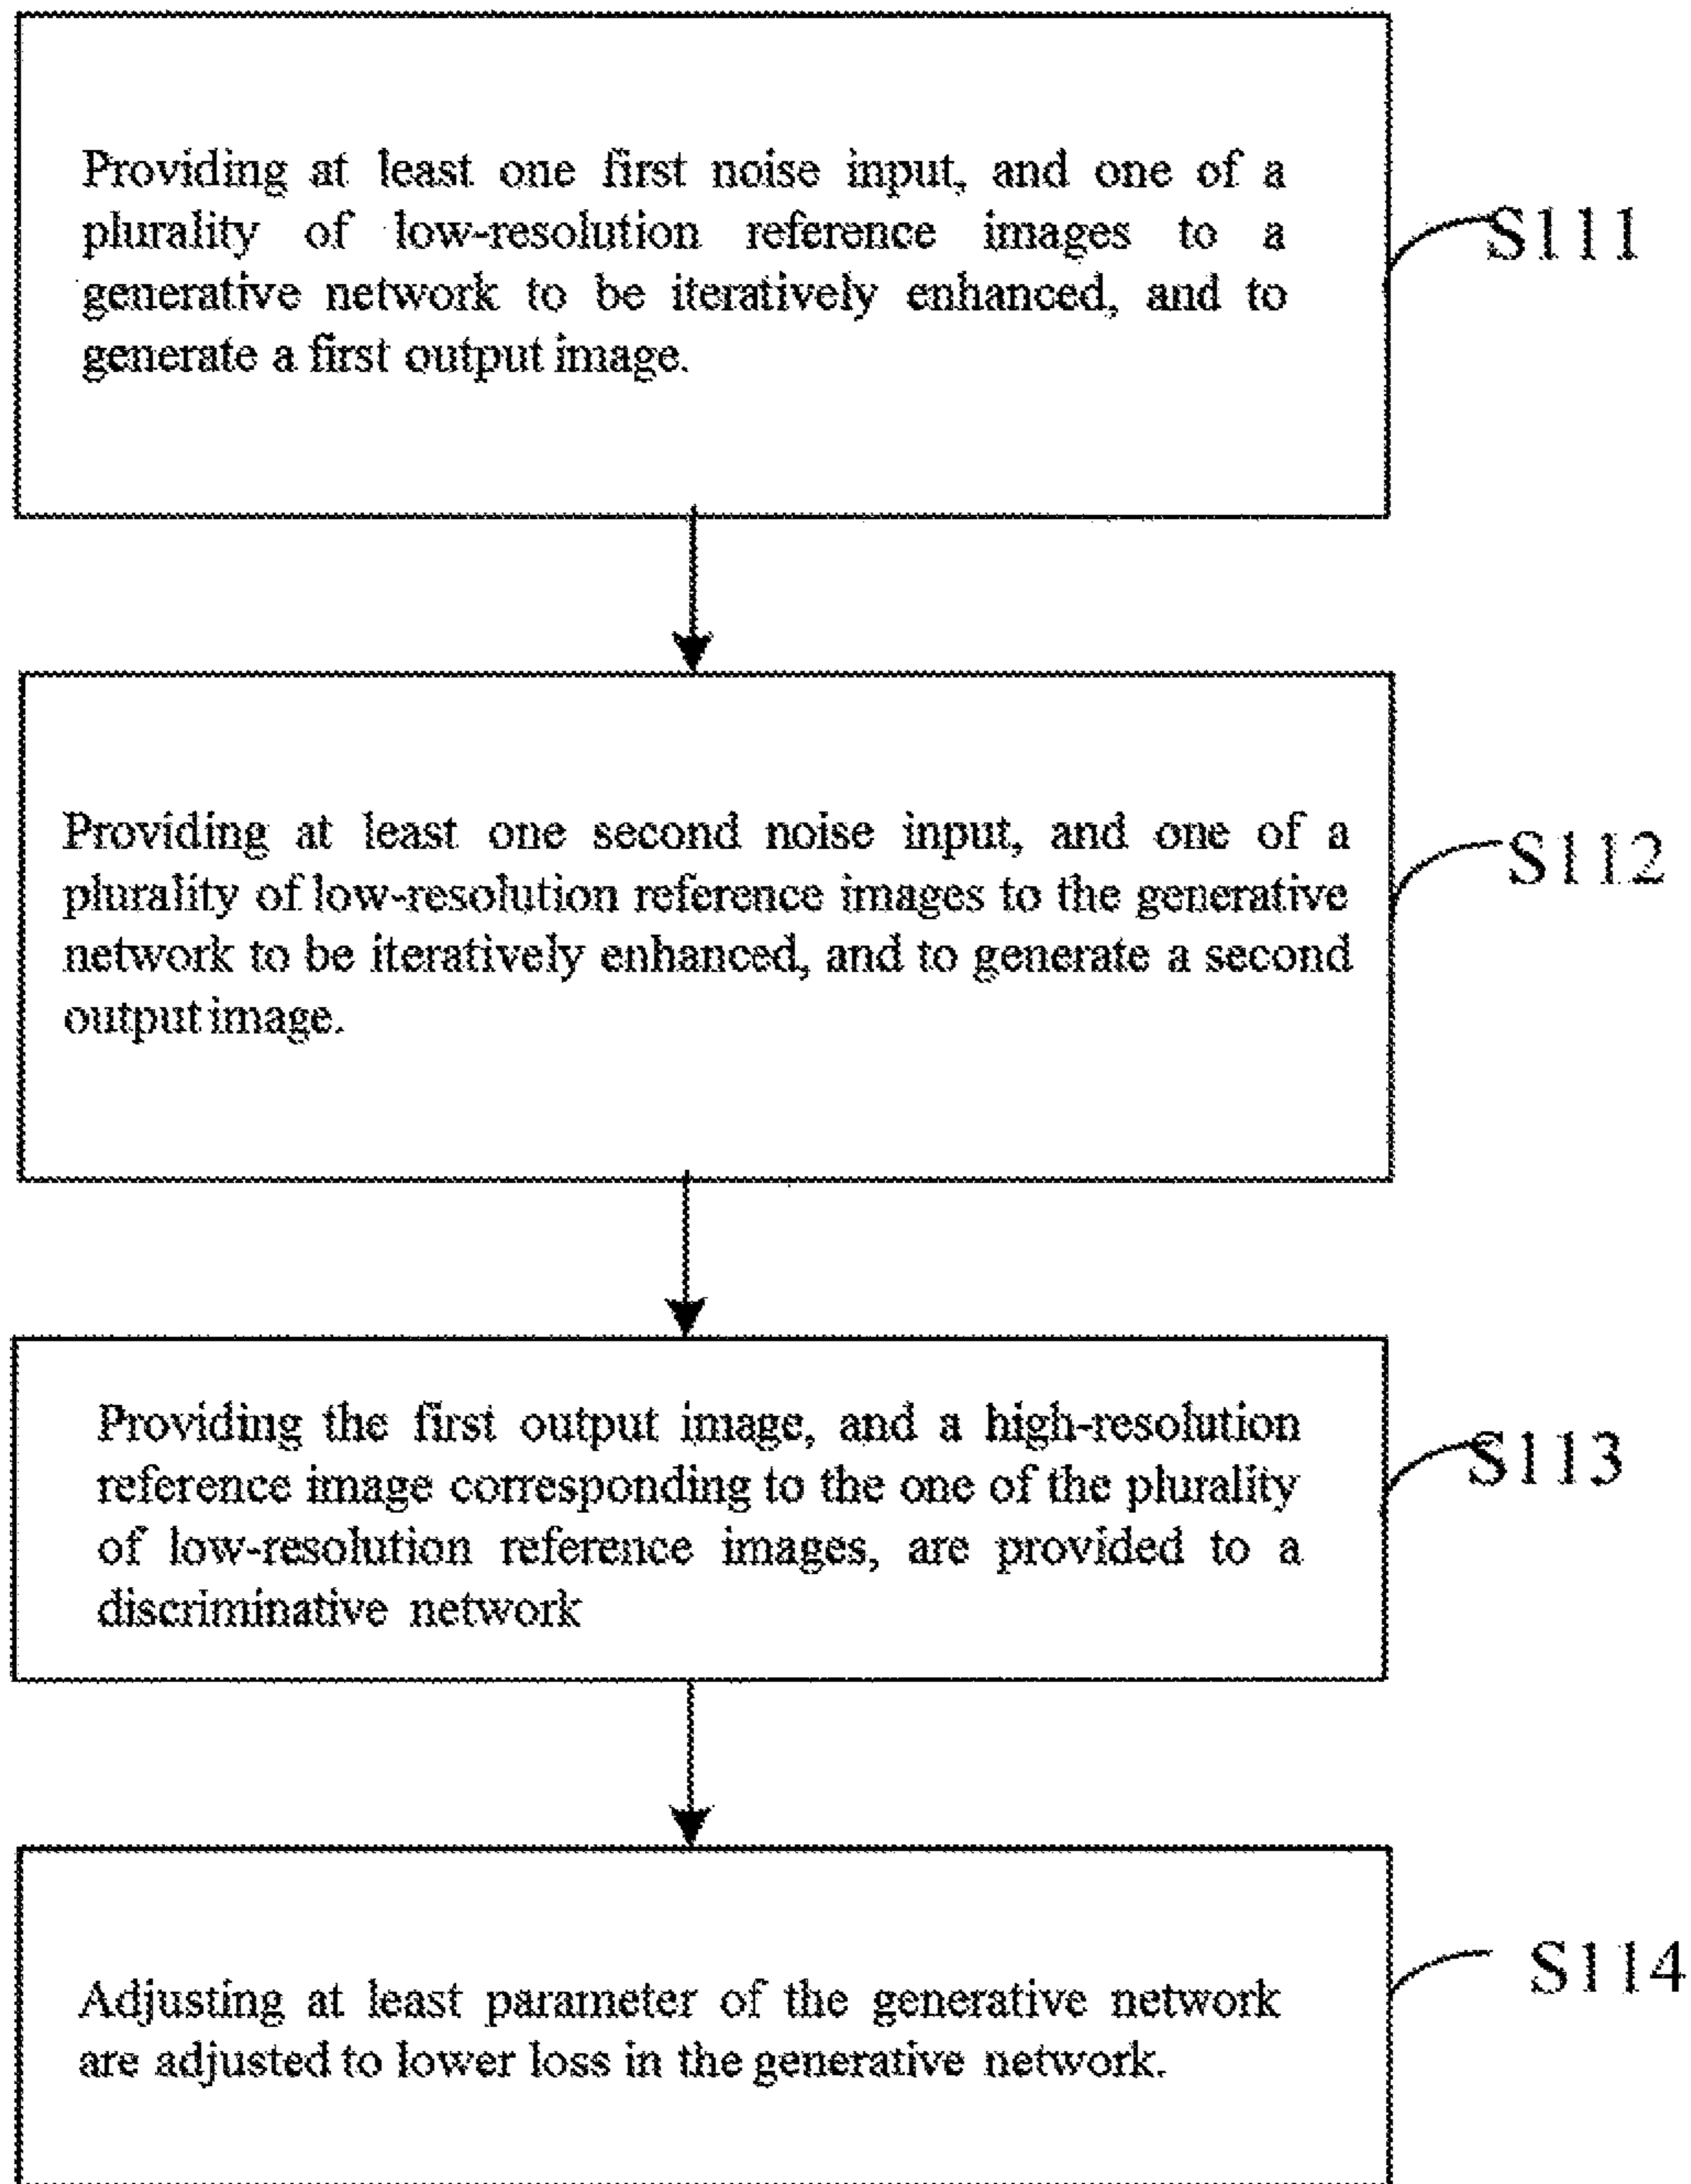 Providing at least one first noise input, and one of a
plurality of low-resolution reference images to a
generative network to be iteratively enhanced, and to
generate a first output image.
S111
Providing at least one second noise input, and one of a
plurality of low-resolution reference images to the generative
network to be iteratively enhanced, and to generate a second
output image.
S112
Providing the first output image, and a high-resolution
reference image corresponding to the one of the plurality
of low-resolution reference images, are provided to a
discriminative network
S113
Adjusting at least parameter of the generative network
are adjusted to lower loss in the generative network.
S114